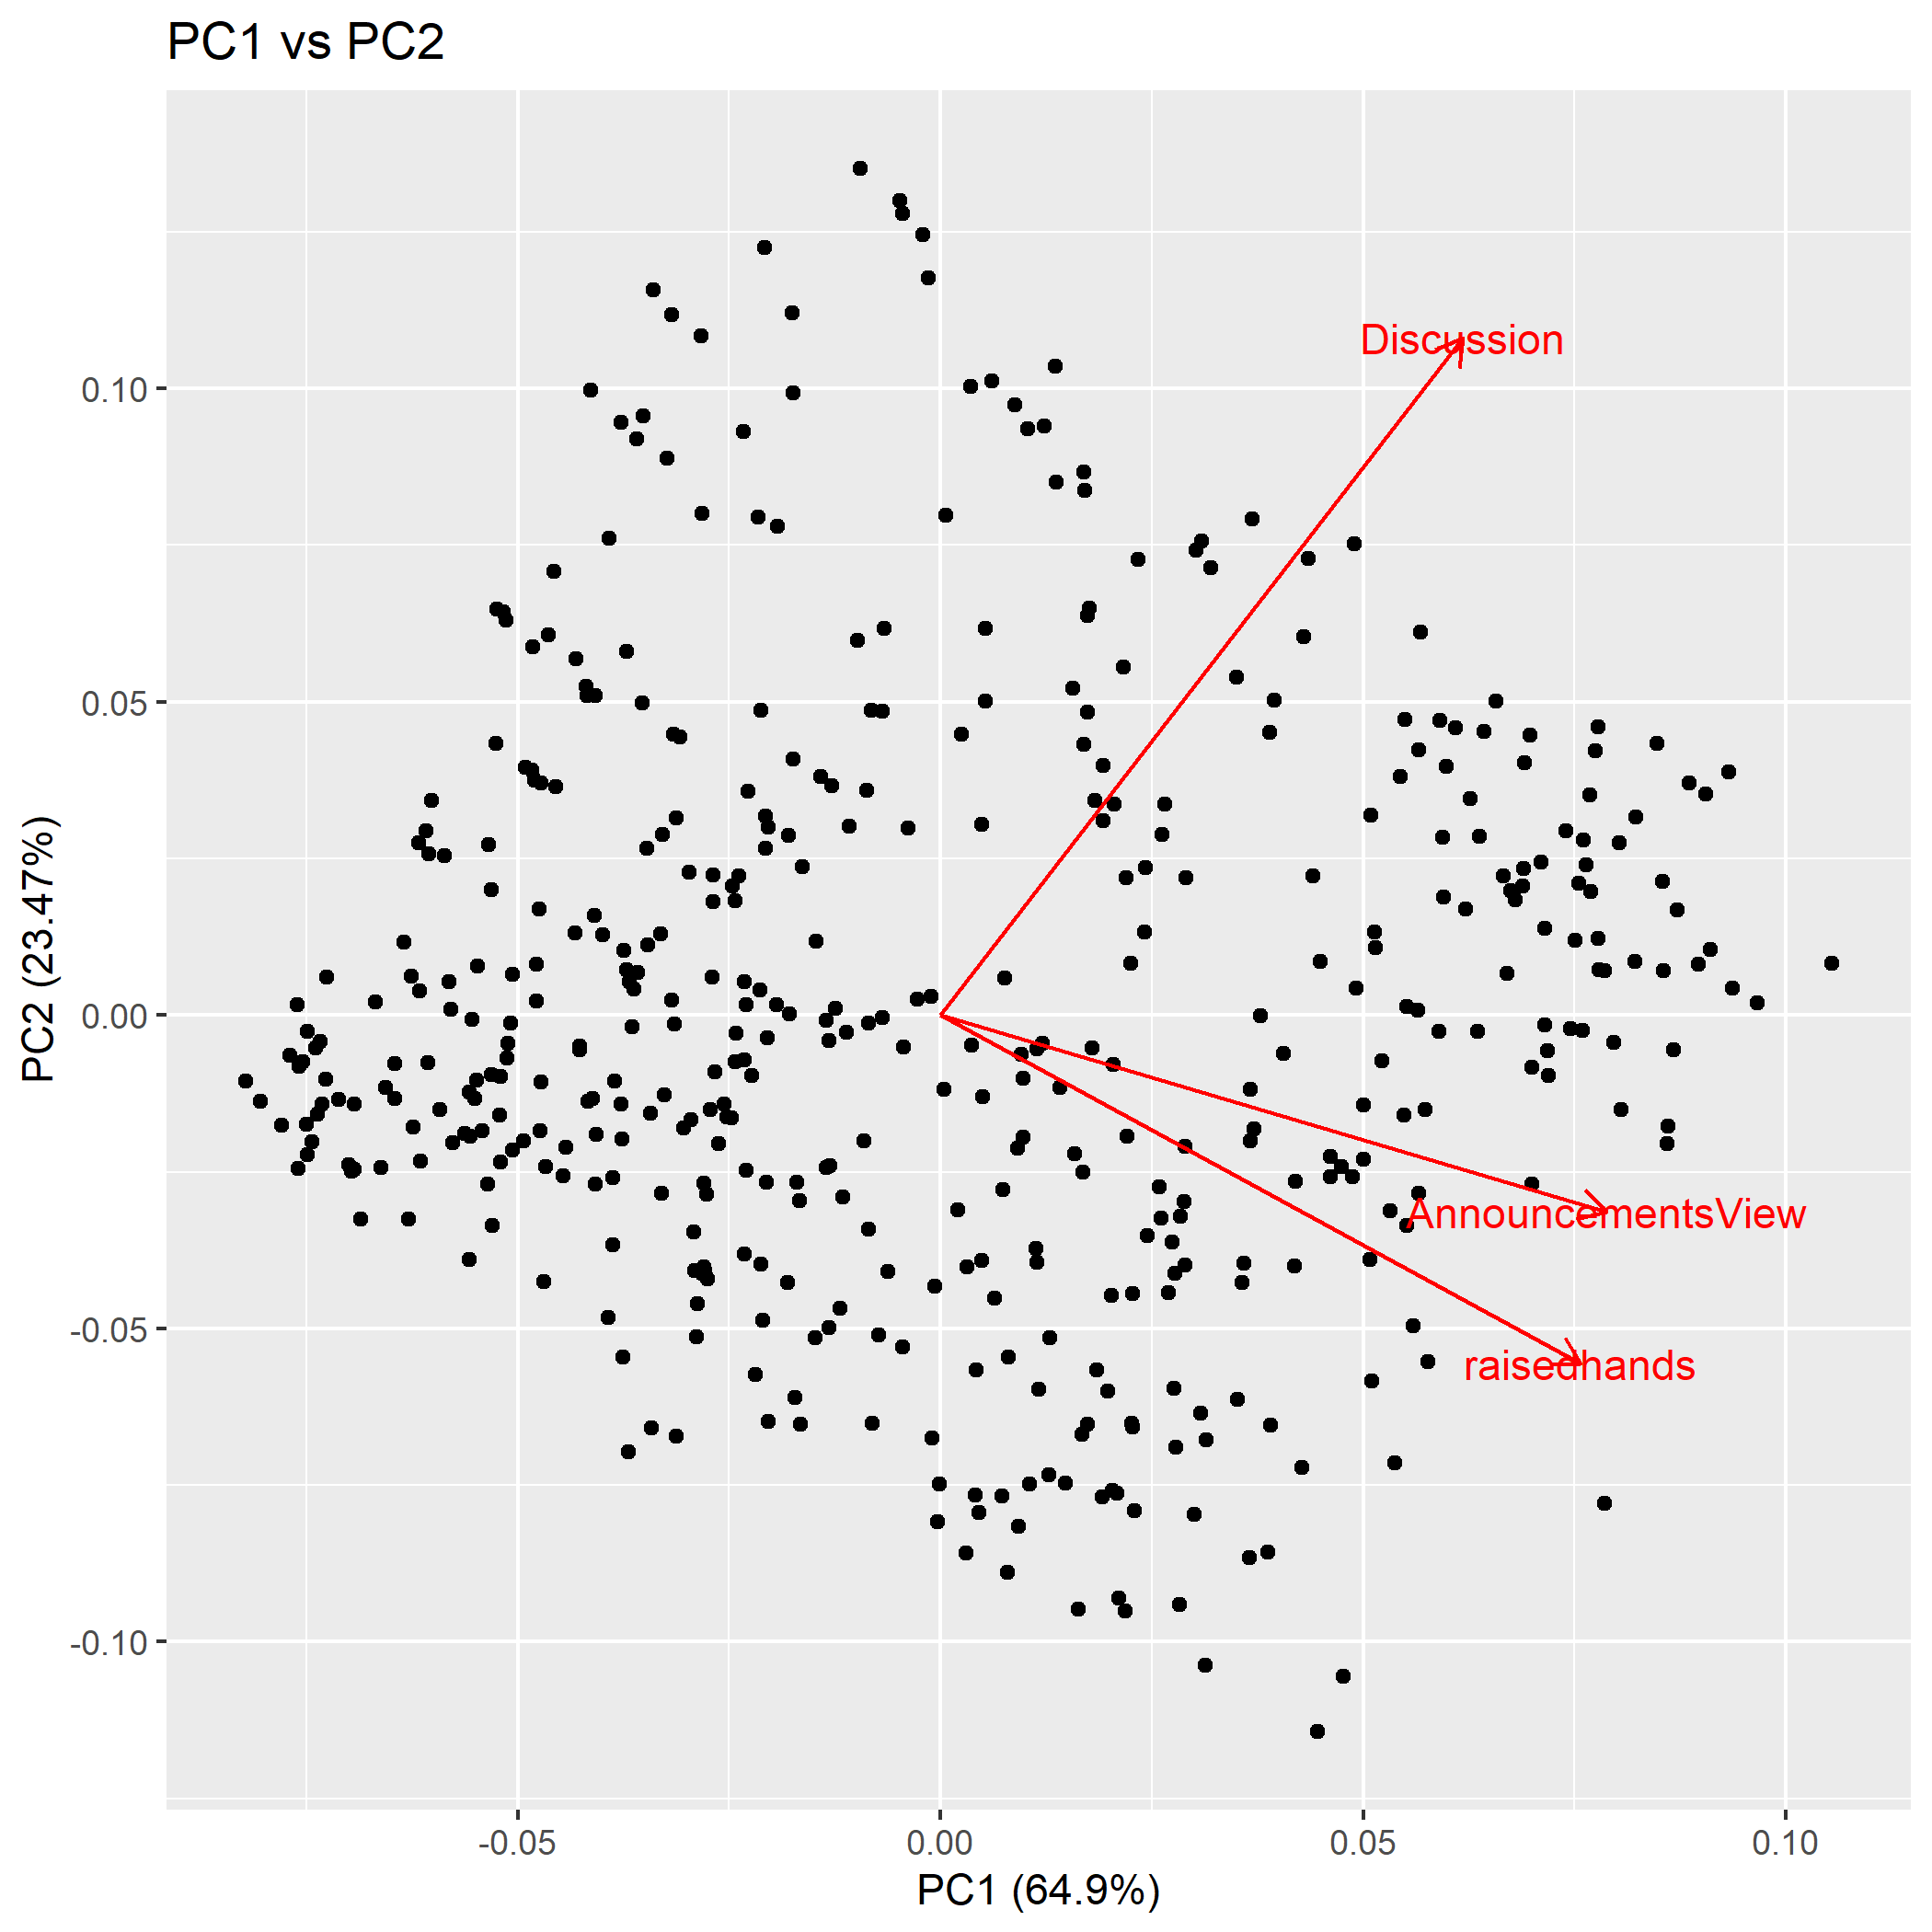 PC1 vs PC2
Discussion
0.10
0.05
PC2 (23.47%)
0.00
AnnouncementsView
-0.05
raisedhands
-0.10
-0.05
0.00
0.05
0.10
PC1 (64.9%)